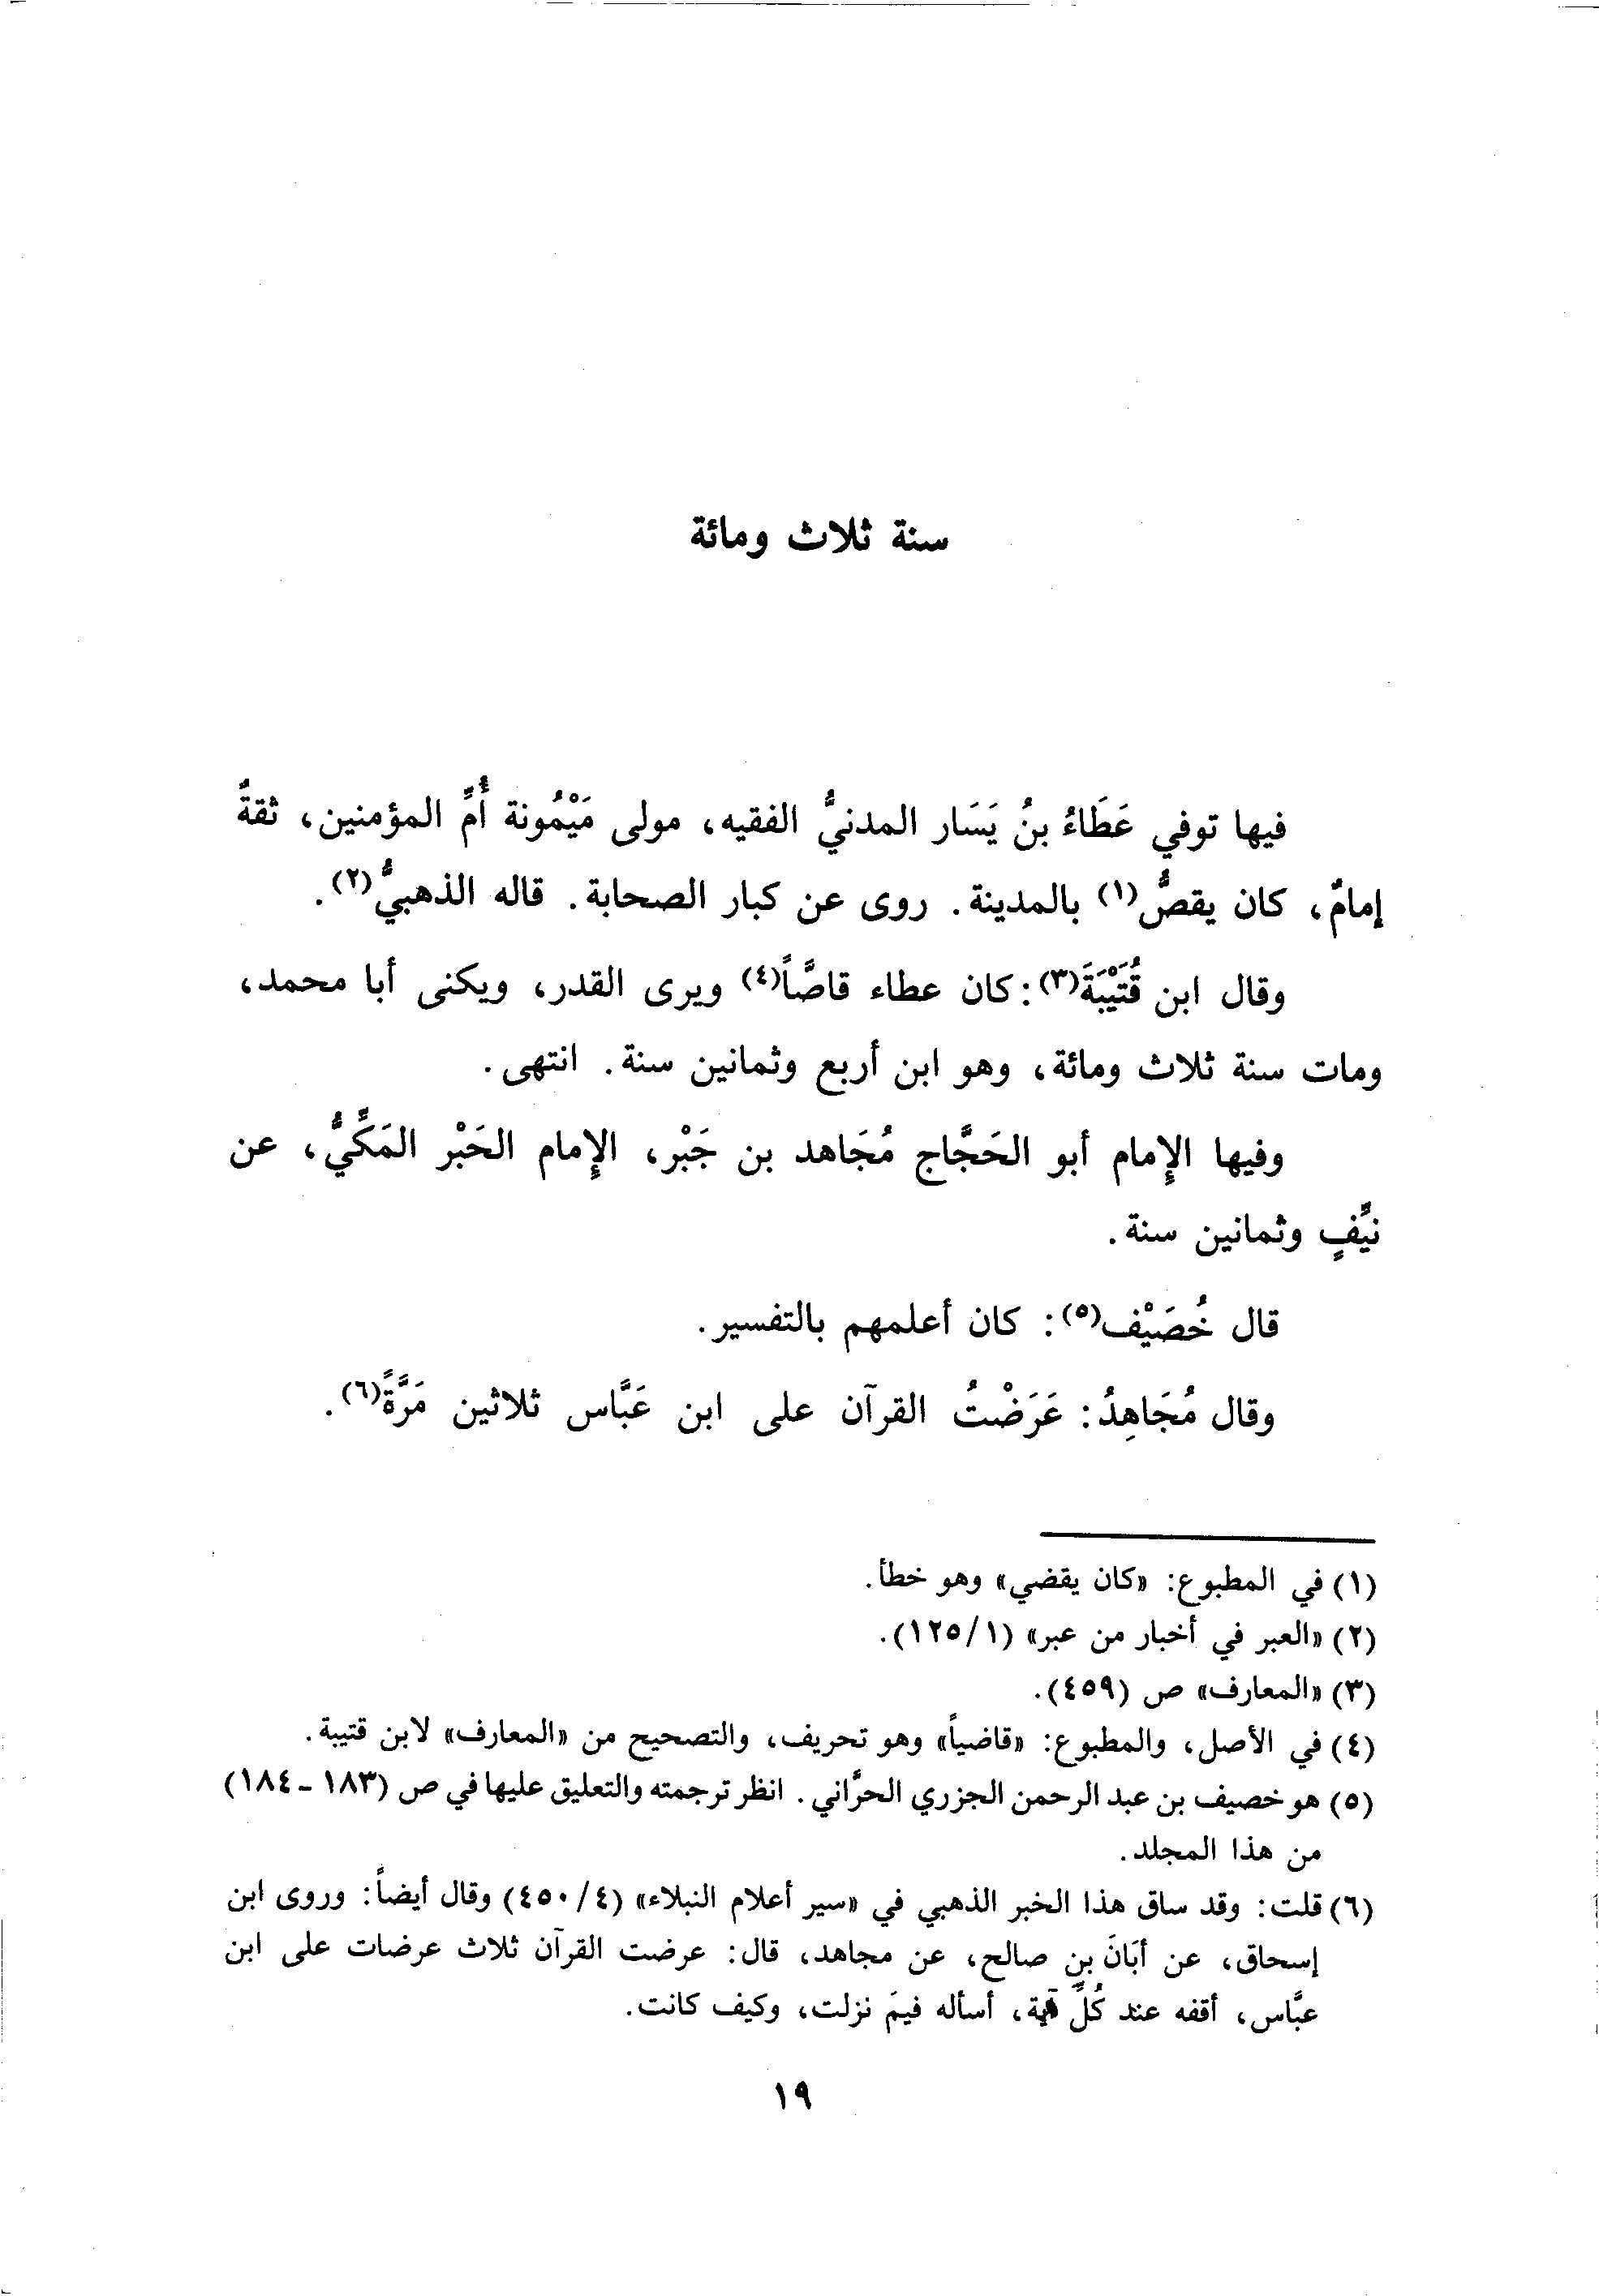 سنة ثلاث ومائة
فيها توفي عَطَاءُ بنُ يَسَار المدنيُّ الفقيه، مولى مَيْمُونة أُمِّ المؤمنين، ثقةٌ
إمامٌ، كان يقصُّ(١) بالمدينة. روى عن كبار الصحابة. قاله الذهبيُّ(٢).
وقال ابن قُتَيْبَةَ(٣): كان عطاء قاصَّاً(٤) ويرى القدر، ويكنى أبا محمد،
ومات سنة ثلاث ومائة، وهو ابن أربع وثمانين سنة. انتهى.
وفيها الإمام أبو الحَجَّاج مُجَاهد بن جَبْر، الإمام الحَبْر المَكِّيُّ، عن
نيِّفٍ وثمانين سنة.
قال خُصَيْف(٥): كان أعلمهم بالتفسير.
وقال مُجَاهِدُ: عَرَضْتُ القرآن على ابن عَبَّاس ثلاثين مَرَّةً(٦).
(١) في المطبوع: «كان يقضي» وهو خطأ.
(٢) «العبر في أخبار من عبر» (١/١٢٥).
(٣) «المعارف» ص (٤٥٩).
(٤) في الأصل، والمطبوع: «قاضياً» وهو تحريف، والتصحيح من «المعارف» لابن قتيبة.
(٥) هو خصيف بن عبد الرحمن الجزري الحرَّاني. انظر ترجمته والتعليق عليها في ص (١٨٣ - ١٨٤)
من هذا المجلد.
(٦) قلت: وقد ساق هذا الخبر الذهبي في «سير أعلام النبلاء» (٤/٤٥٠) وقال أيضاً: وروى ابن
إسحاق، عن أبَانَ بنِ صالح، عن مجاهد، قال: عرضت القرآن ثلاث عرضات على ابن
عبَّاس، أقفه عند كُلِّ آية، أسأله فيمَ نزلت، وكيف كانت.
١٩